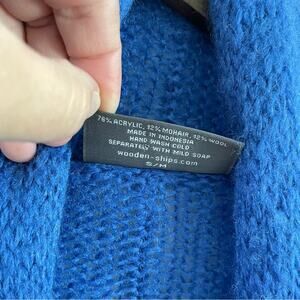 76% ACRYLIC, 12% MOHAIR, 12% WOOL
MADE IN INDONESIA
HAND WASH COLD
SEPARATELY WITH MILD SOAP
wooden-ships.com
S/M